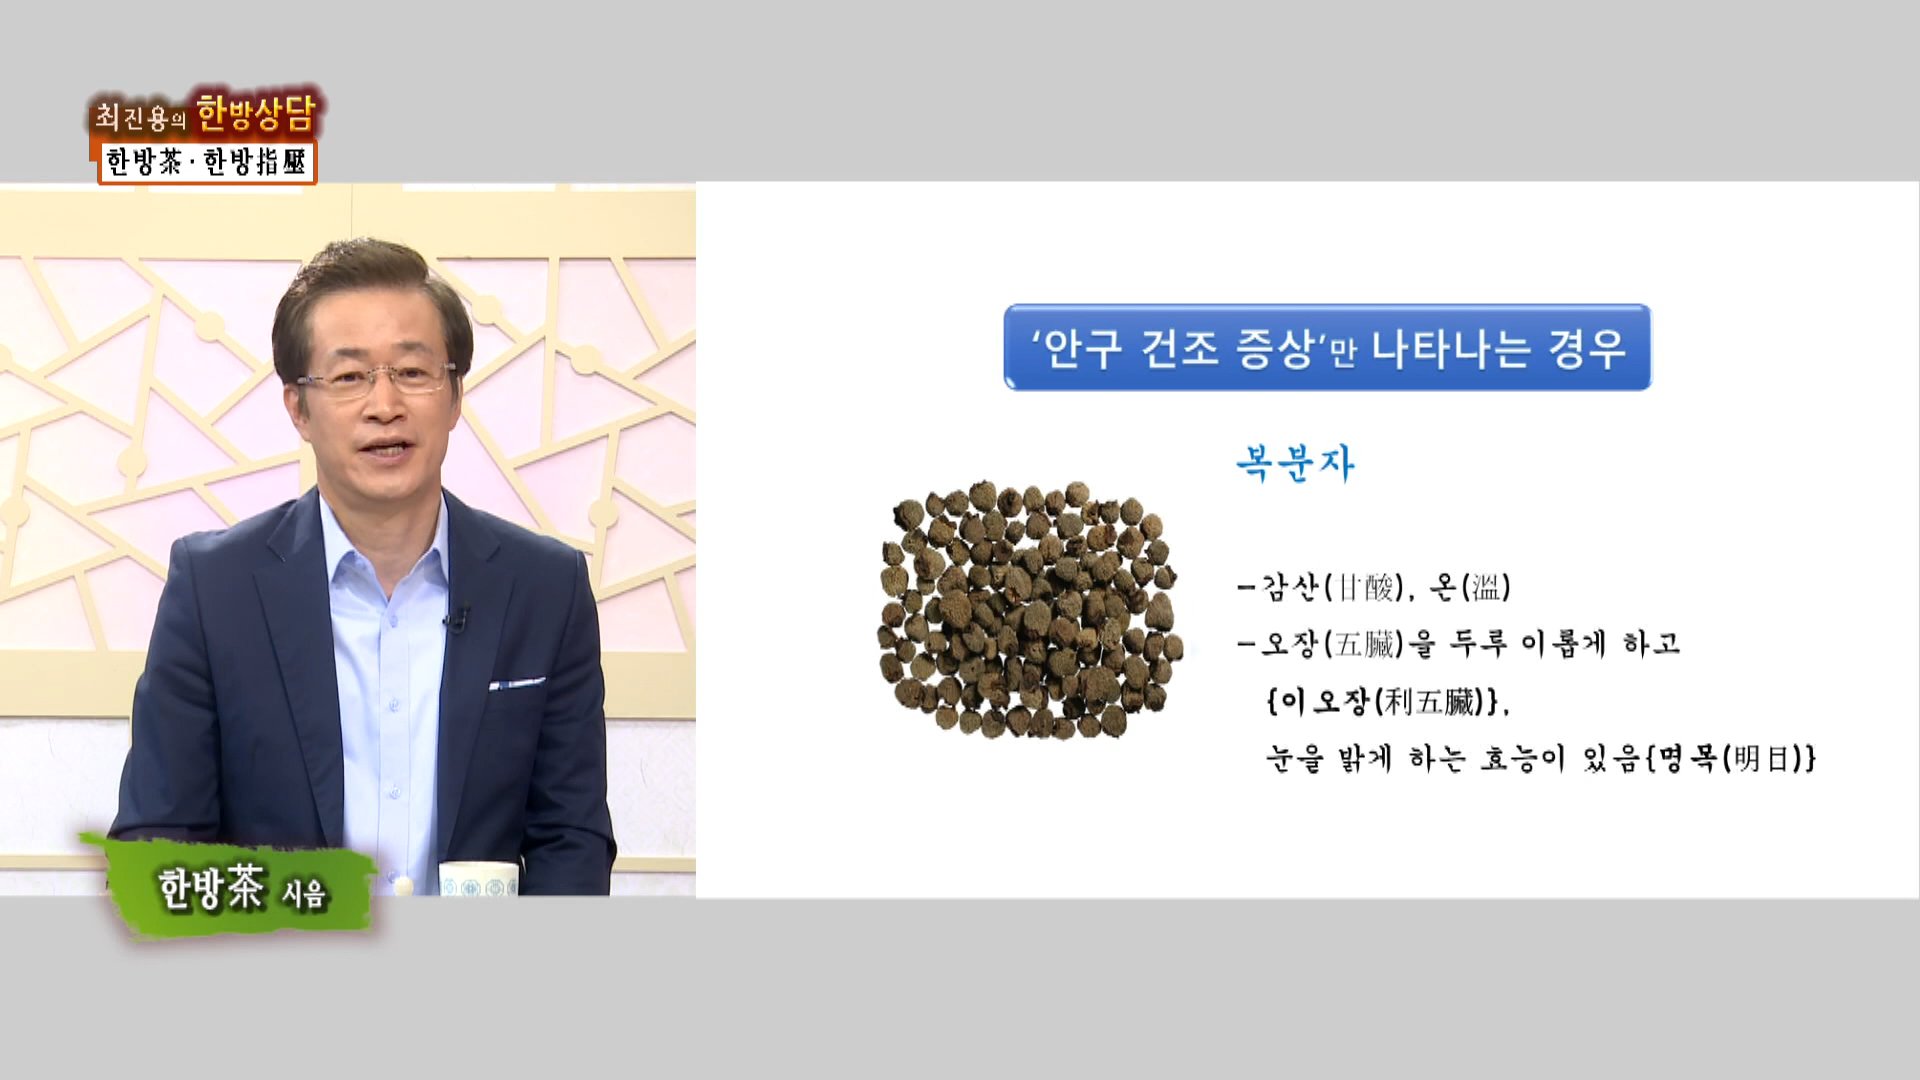 최진용의 한방상담
한방茶·한방指壓
'안구 건조 증상'만 나타나는 경우
복분자
-감산(甘酸), 온(溫)
-오장(五臟)을 두루 이롭게 하고
{이오장(利五臟)},
눈을 밝게 하는 효능이 있음{명목(明目)}
한방茶 시음